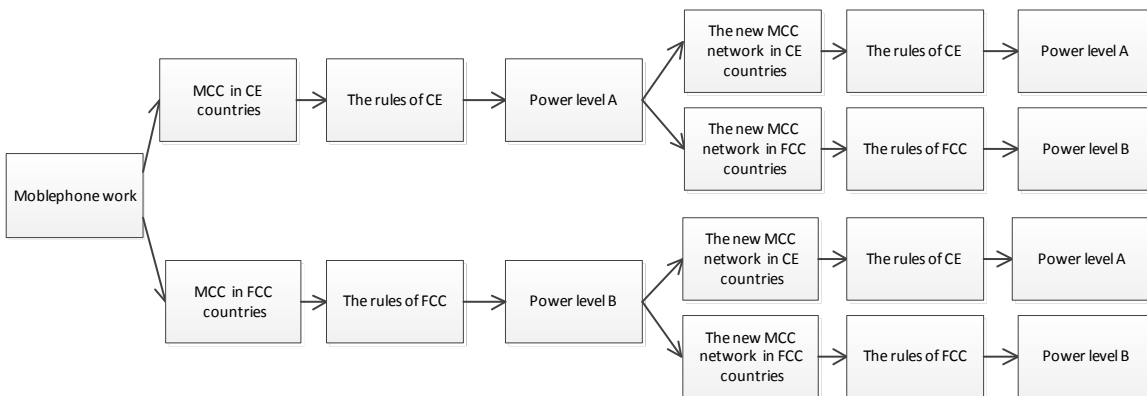 The new MCC
network in CE
countries
The rules of CE
Power level A
MCC in CE
countries
The rules of CE
Power level A
The new MCC
network in FCC
countries
The rules of FCC
Power level B
Moblephone work
The new MCC
network in CE
countries
The rules of CE
Power level A
MCC in FCC
countries
The rules of FCC
Power level B
The new MCC
network in FCC
countries
The rules of FCC
Power level B